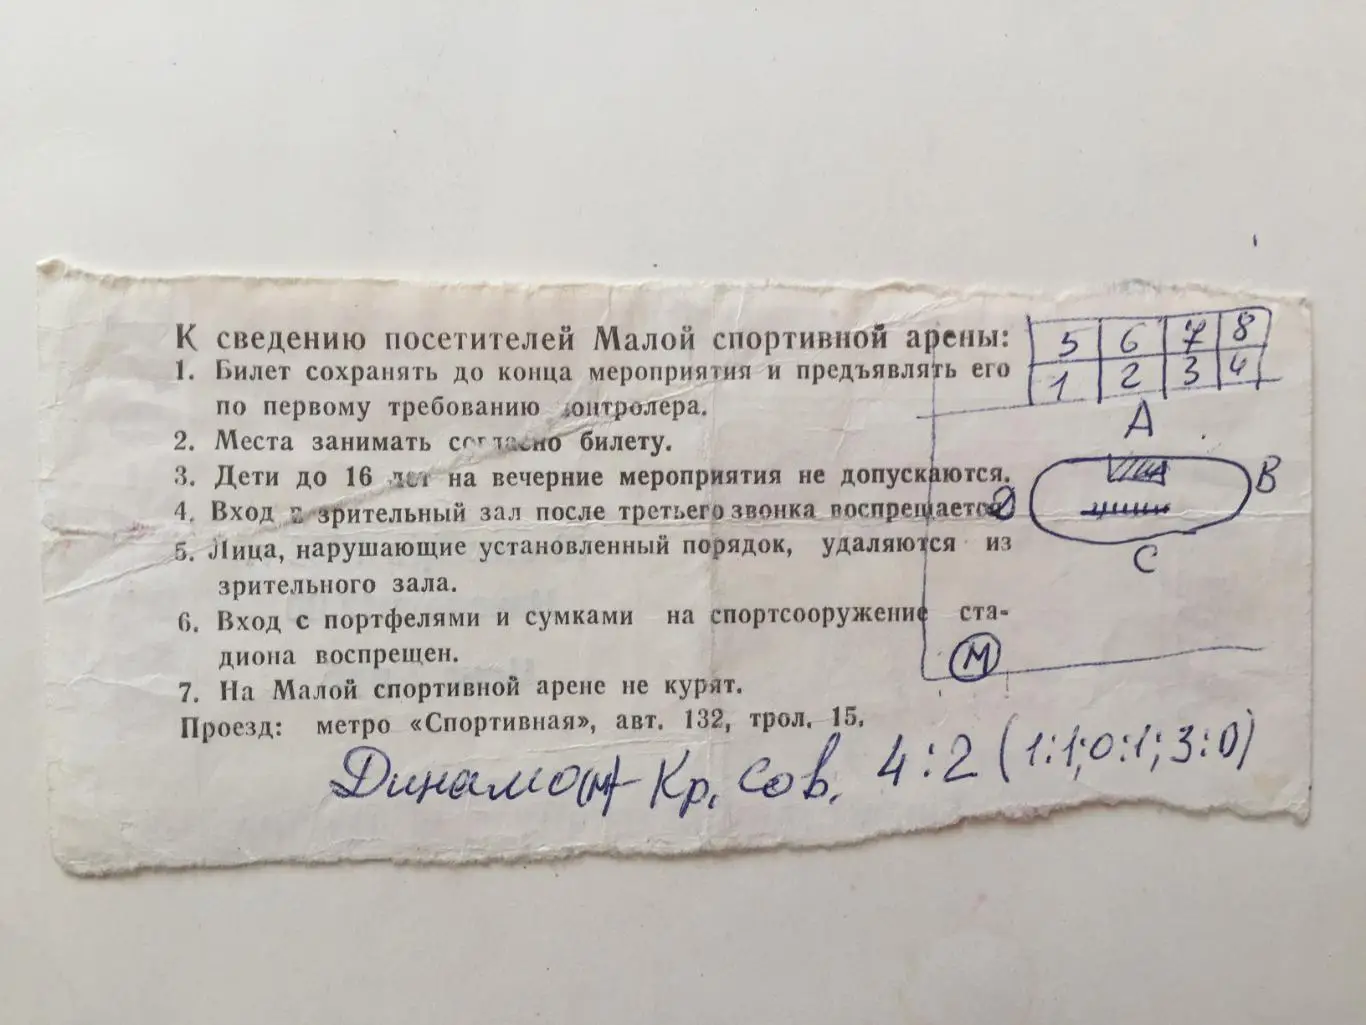 К сведению посетителей Малой спортивной арены:
1. Билет сохранять до конца мероприятия и предъявлять его
по первому требованию контролера.
2. Места занимать согласно билету.
3. Дети до 16 лет на вечерние мероприятия не допускаются.
4. Вход в зрительный зал после третьего звонка воспрещается
5. Лица, нарушающие установленный порядок, удаляются из
зрительного зала.
6. Вход с портфелями и сумками на спортсооружение ста-
диона воспрещен.
7. На Малой спортивной арене не курят.
Проезд: метро «Спортивная», авт. 132, трол. 15.
5 6 7 8
1 2 3 4
А
В
С
М
Динамо(М)-Кр. Сов. 4:2 (1:1;0:1;3:0)